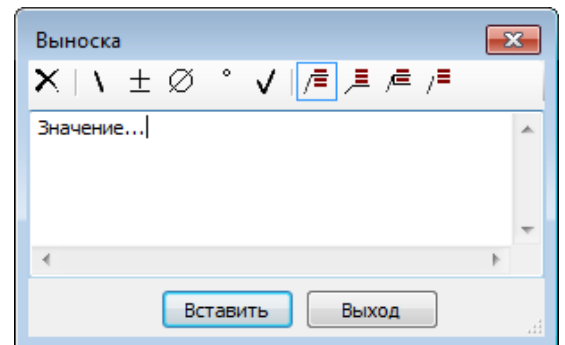 Выноска
\ ± ∅ ° ✓
Значение...
Вставить Выход